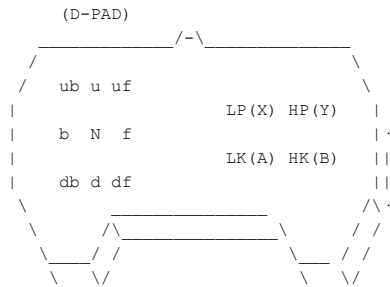 (D-PAD)
ub u uf
LP(X) HP(Y)
b N f
LK(A) HK(B)
db d df